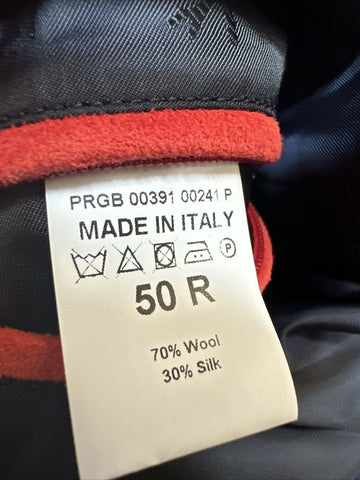 PRGB 00391 00241 P
MADE IN ITALY
P
50 R
70% Wool
30% Silk